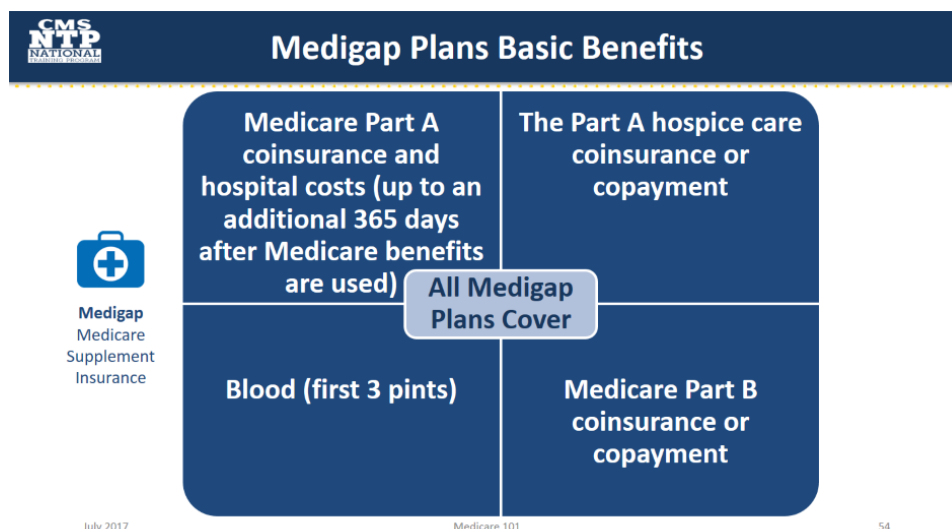 CMS
NTP
NATIONAL
TRAINING PROGRAM
Medigap Plans Basic Benefits
Medicare Part A
coinsurance and
hospital costs (up to an
additional 365 days
after Medicare benefits
are used)
The Part A hospice care
coinsurance or
copayment
All Medigap
Plans Cover
Medigap
Medicare
Supplement
Insurance
Blood (first 3 pints)
Medicare Part B
coinsurance or
copayment
July 2017
Medicare 101
54